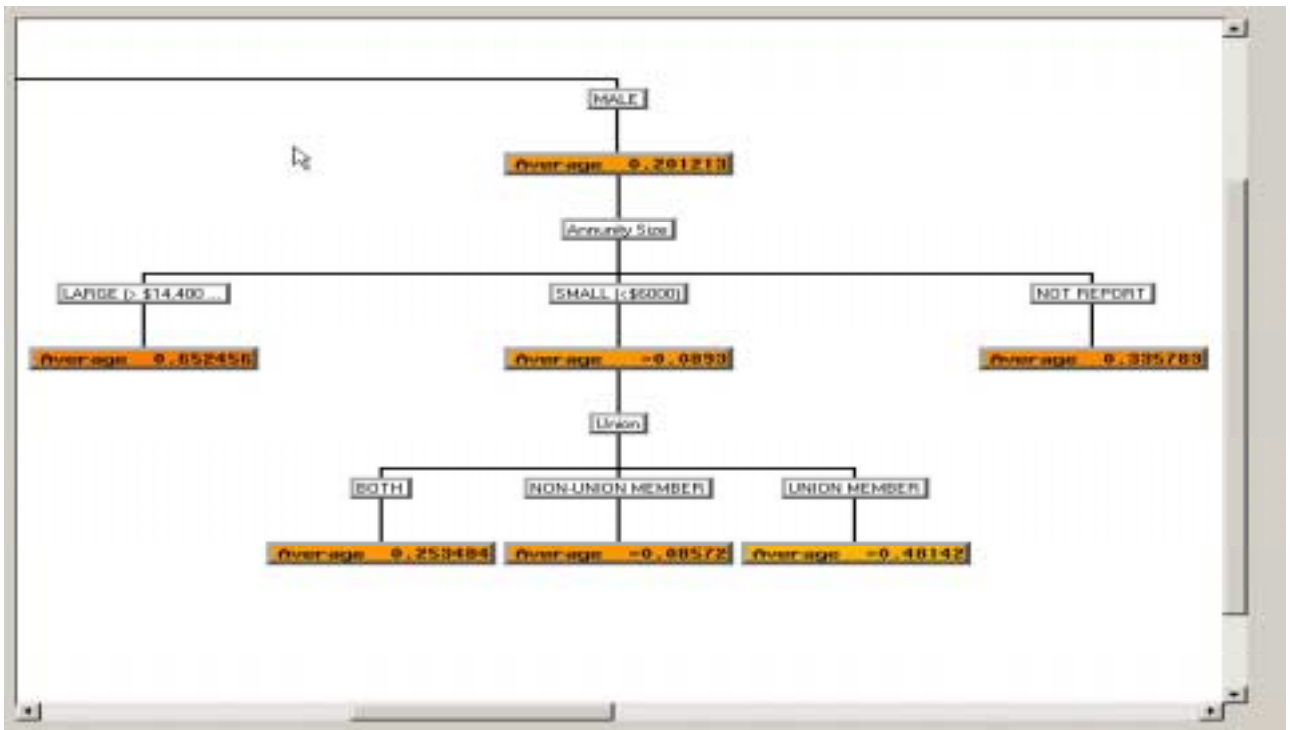 MALE
Average 0.201213
Annunity Size
LARGE (> $14,400 ... SMALL (<$6000) NOT REPORT
Average 0.652456 Average -0.0893 Average 0.335783
Union
BOTH NON-UNION MEMBER UNION MEMBER
Average 0.253484 Average -0.08572 Average -0.48142